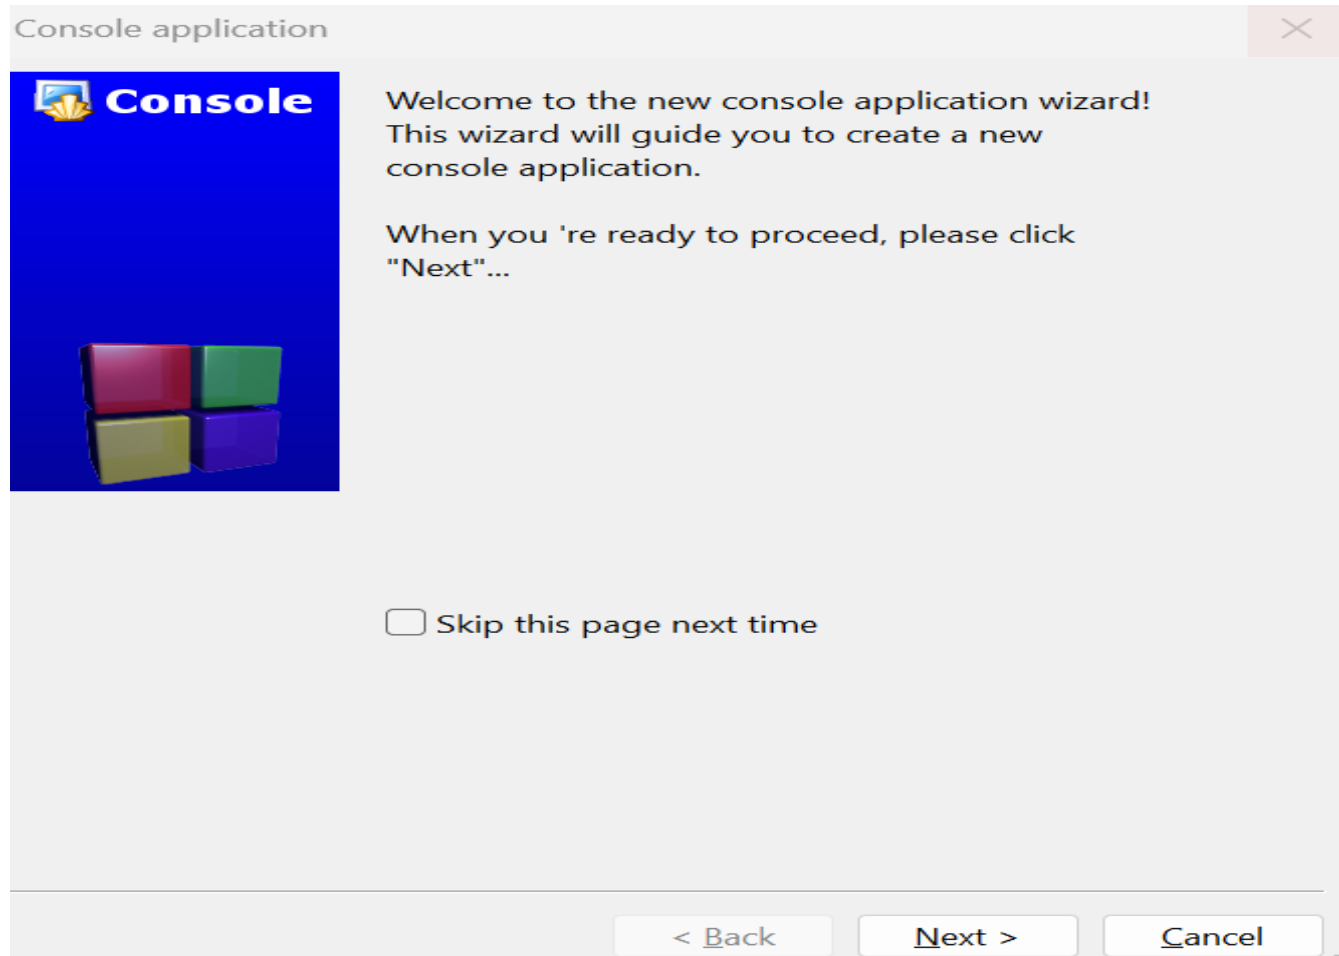 Console application
Console
Welcome to the new console application wizard!
This wizard will guide you to create a new
console application.
When you 're ready to proceed, please click
"Next"...
Skip this page next time
< Back
Next >
Cancel